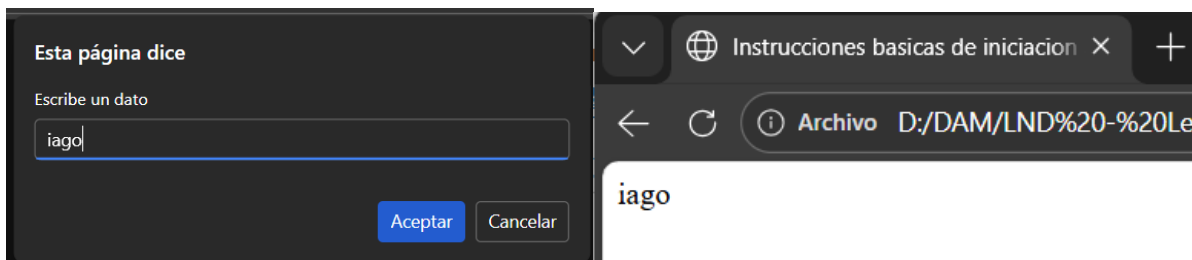 Esta página dice
Escribe un dato
iago
Aceptar
Cancelar
Instrucciones basicas de iniciacion
Archivo D:/DAM/LND%20-%20Le
iago